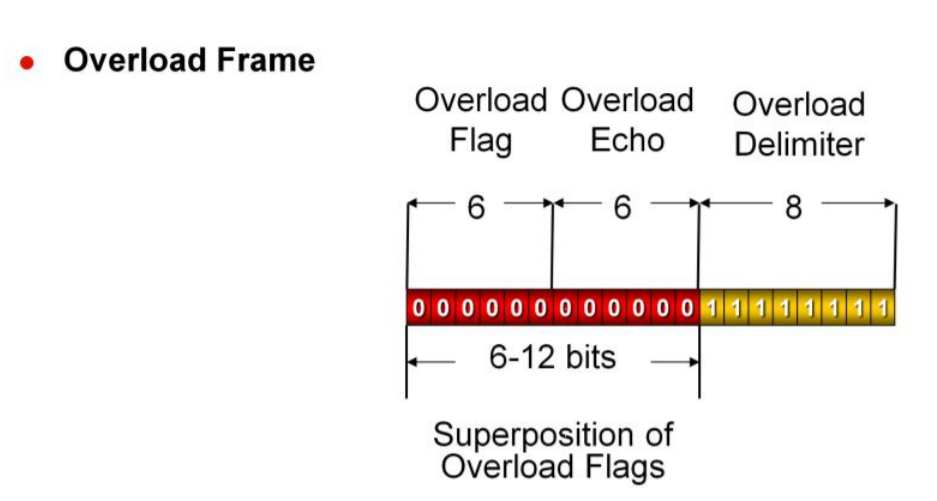 • Overload Frame
Overload Overload Overload
Flag Echo Delimiter
6 6 8
0 0 0 0 0 0 0 0 0 0 0 0 1 1 1 1 1 1 1 1
6-12 bits
Superposition of
Overload Flags